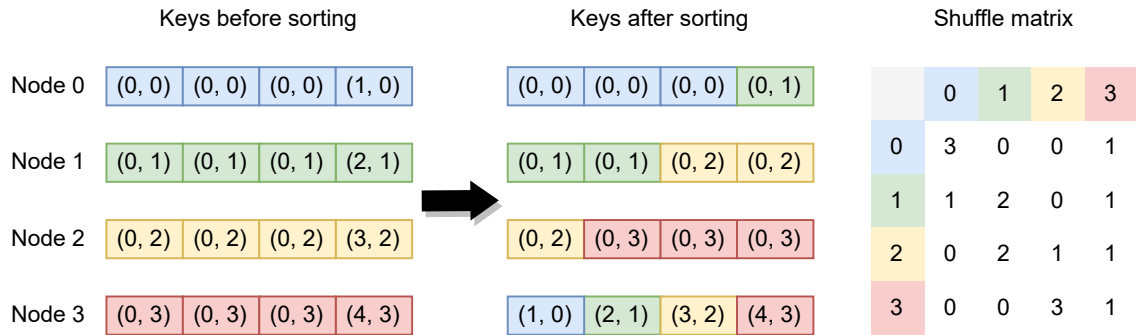 Keys before sorting Keys after sorting Shuffle matrix
Node 0 (0, 0) (0, 0) (0, 0) (1, 0) (0, 0) (0, 0) (0, 0) (0, 1)
0 1 2 3
Node 1 (0, 1) (0, 1) (0, 1) (2, 1) (0, 1) (0, 1) (0, 2) (0, 2)
0 3 0 0 1
1 1 2 0 1
Node 2 (0, 2) (0, 2) (0, 2) (3, 2) (0, 2) (0, 3) (0, 3) (0, 3)
2 0 2 1 1
Node 3 (0, 3) (0, 3) (0, 3) (4, 3) (1, 0) (2, 1) (3, 2) (4, 3)
3 0 0 3 1